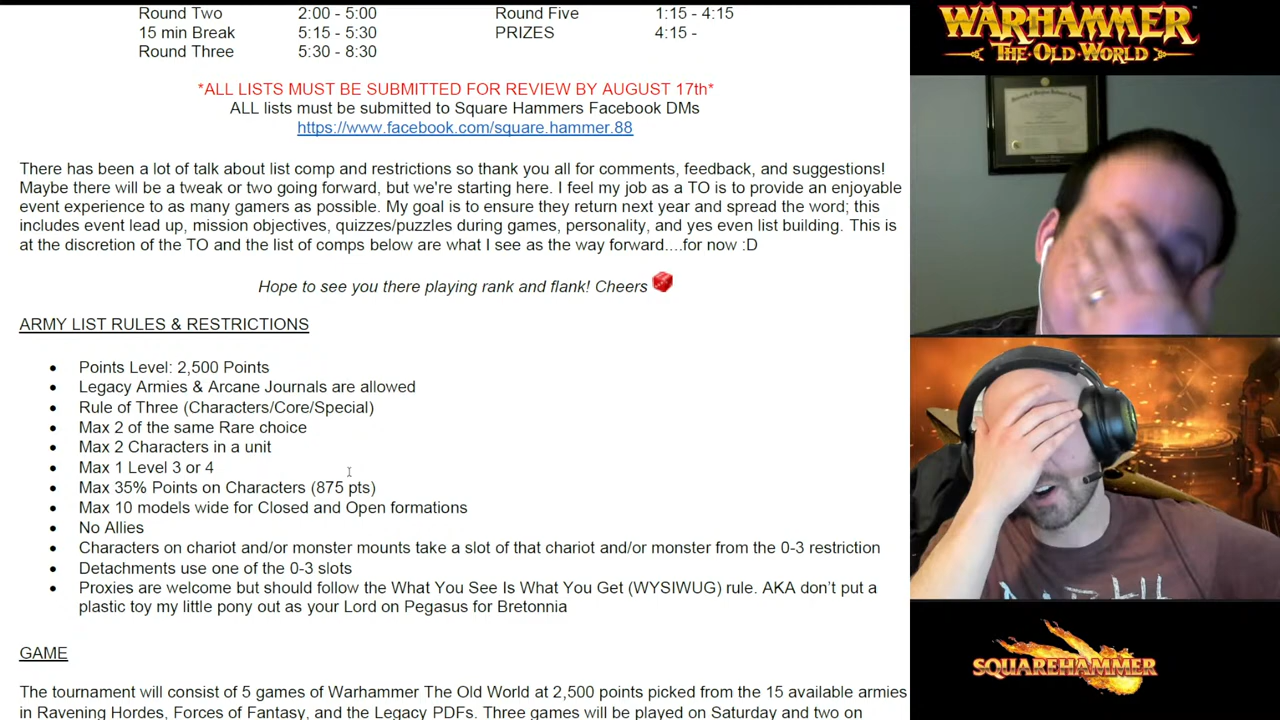 Round Two 2:00 - 5:00 Round Five 1:15 - 4:15
15 min Break 5:15 - 5:30 PRIZES 4:15 -
Round Three 5:30 - 8:30
*ALL LISTS MUST BE SUBMITTED FOR REVIEW BY AUGUST 17th*
ALL lists must be submitted to Square Hammers Facebook DMs
https://www.facebook.com/square.hammer.88
There has been a lot of talk about list comp and restrictions so thank you all for comments, feedback, and suggestions!
Maybe there will be a tweak or two going forward, but we're starting here. I feel my job as a TO is to provide an enjoyable
event experience to as many gamers as possible. My goal is to ensure they return next year and spread the word; this
includes event lead up, mission objectives, quizzes/puzzles during games, personality, and yes even list building. This is
at the discretion of the TO and the list of comps below are what I see as the way forward....for now :D
Hope to see you there playing rank and flank! Cheers
ARMY LIST RULES & RESTRICTIONS
• Points Level: 2,500 Points
• Legacy Armies & Arcane Journals are allowed
• Rule of Three (Characters/Core/Special)
• Max 2 of the same Rare choice
• Max 2 Characters in a unit
• Max 1 Level 3 or 4
• Max 35% Points on Characters (875 pts)
• Max 10 models wide for Closed and Open formations
• No Allies
• Characters on chariot and/or monster mounts take a slot of that chariot and/or monster from the 0-3 restriction
• Detachments use one of the 0-3 slots
• Proxies are welcome but should follow the What You See Is What You Get (WYSIWUG) rule. AKA don't put a
plastic toy my little pony out as your Lord on Pegasus for Bretonnia
GAME
The tournament will consist of 5 games of Warhammer The Old World at 2,500 points picked from the 15 available armies
in Ravening Hordes, Forces of Fantasy, and the Legacy PDFs. Three games will be played on Saturday and two on
WARHAMMER
THE OLD WORLD
SQUAREHAMMER